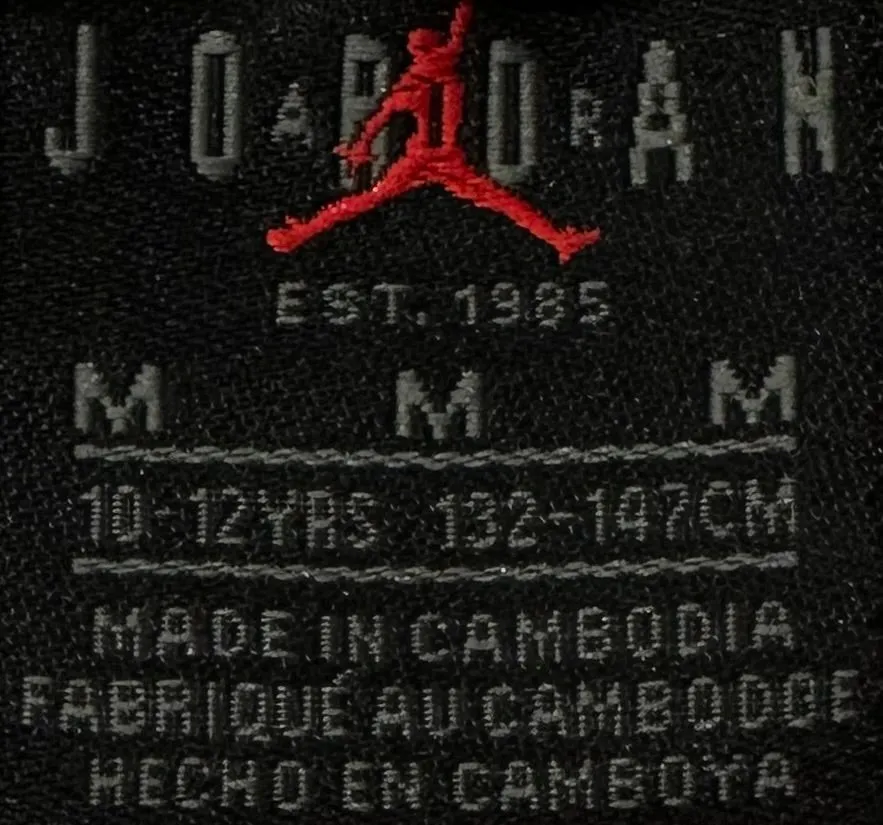 JORDAN
EST. 1985
M M M
10-12YRS 132-147CM
MADE IN CAMBODIA
FABRIQUÉ AU CAMBODGE
HECHO EN CAMBOYA